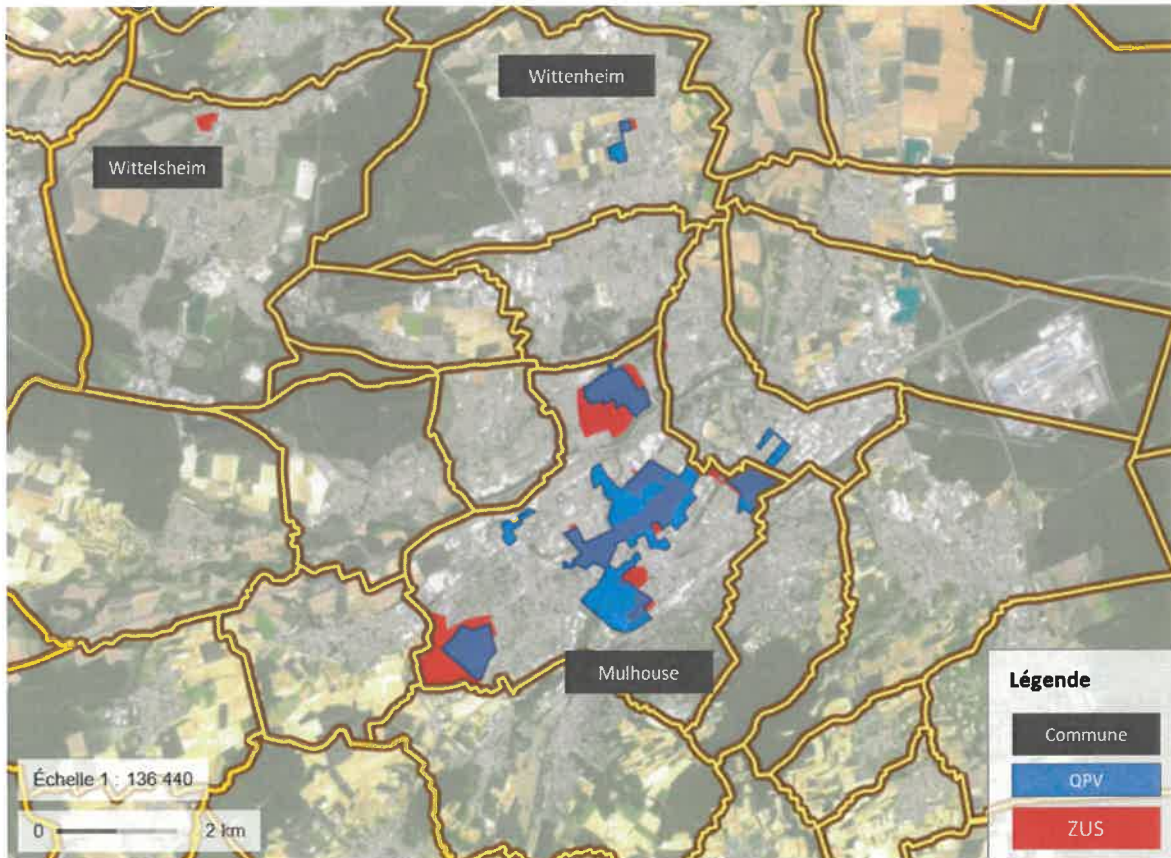 Wittenheim
Wittelsheim
Mulhouse
Légende
Commune
QPV
ZUS
Échelle 1 : 136 440
0 2 km